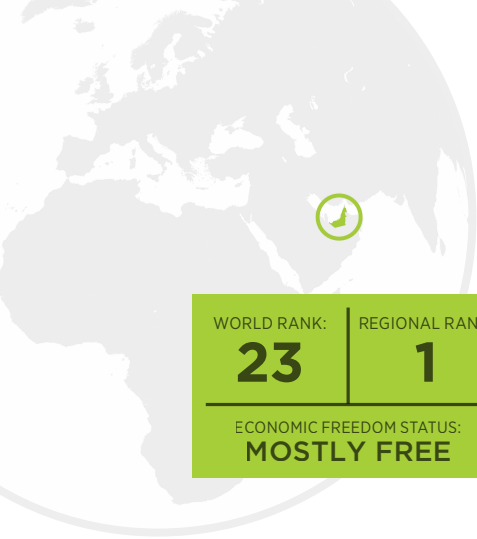 WORLD RANK:
23
REGIONAL RAN
1
ECONOMIC FREEDOM STATUS:
MOSTLY FREE